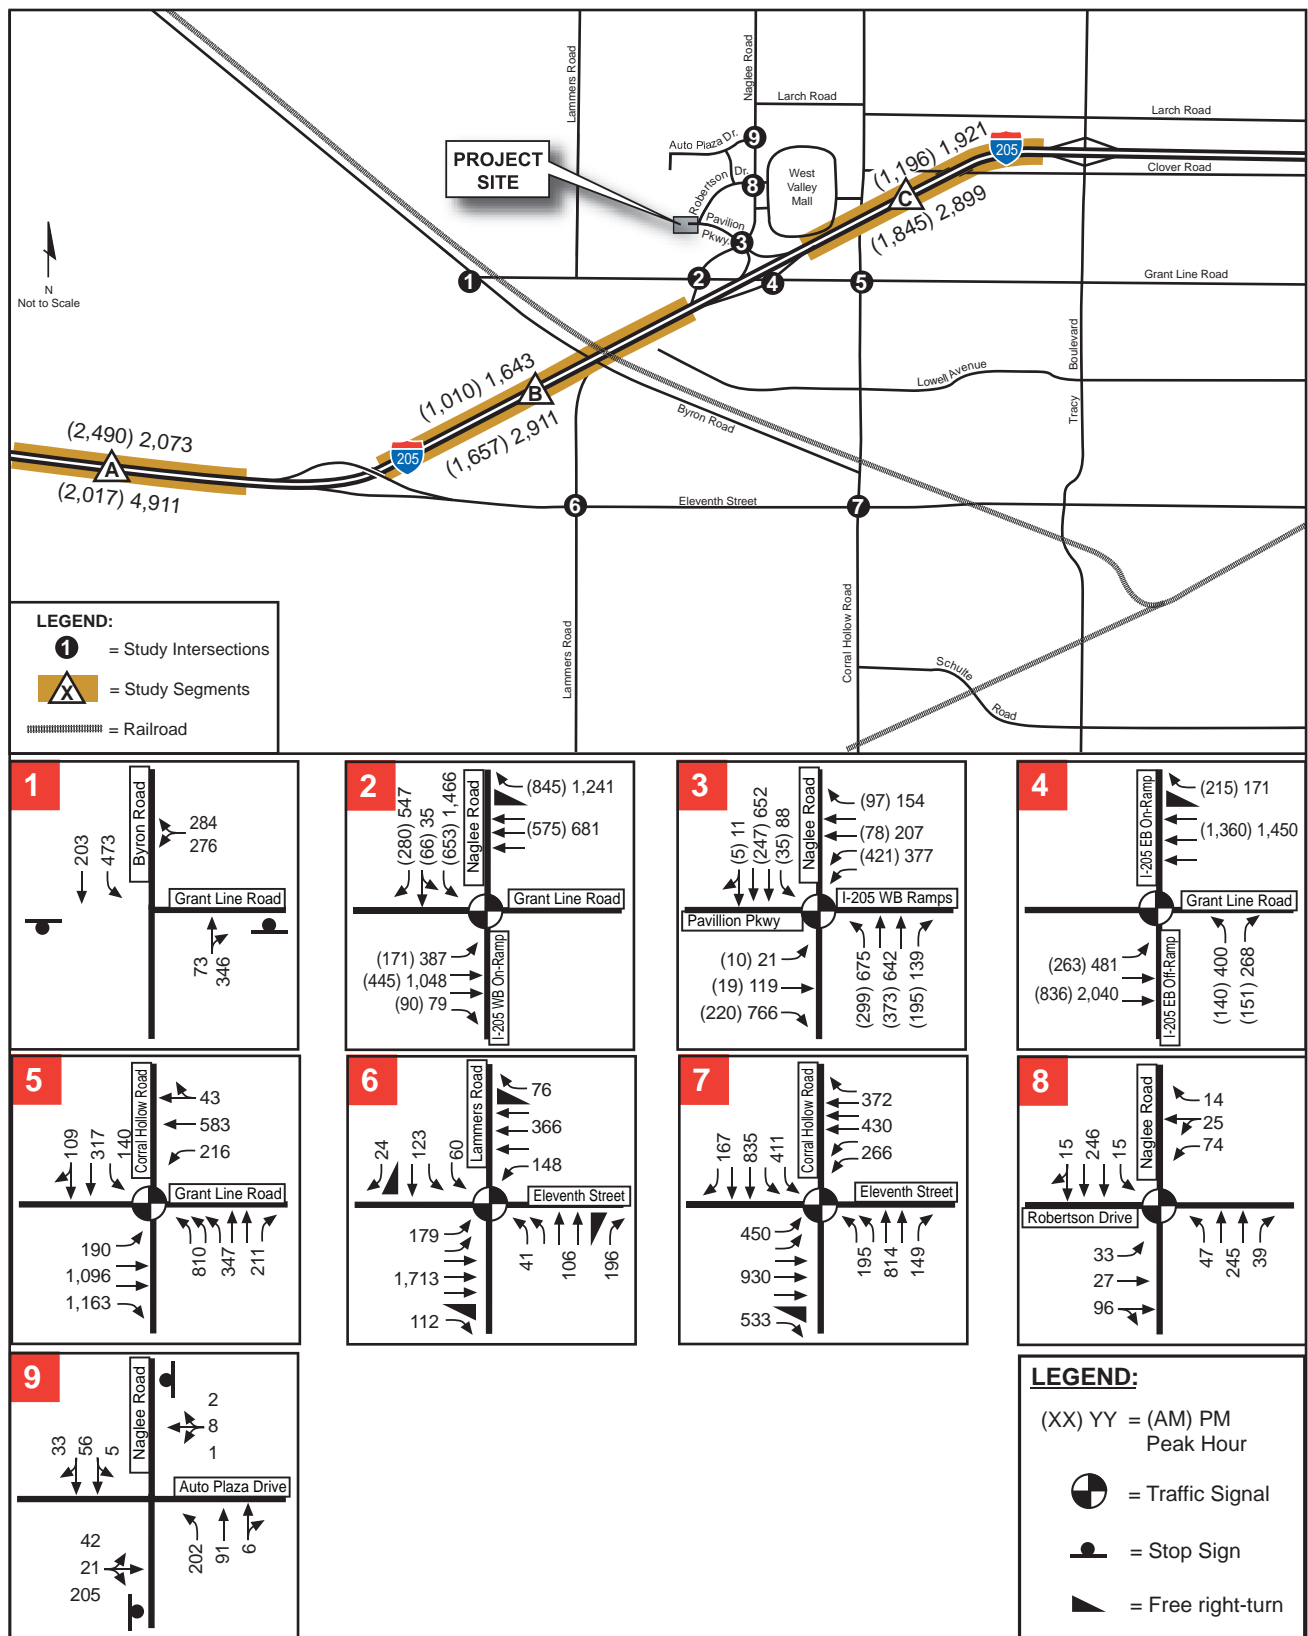 Lammers Road
Naglee Road
Larch Road
Larch Road
Auto Plaza Dr.
9
(1,196) 1,921
205
Clover Road
PROJECT
SITE
Robertson Dr.
8
West
Valley
Mall
C
(1,845) 2,899
Pavilion
Pkwy.
3
N
Not to Scale
1
2
4
5
Grant Line Road
(1,010) 1,643
B
(1,657) 2,911
Lowell Avenue
Tracy
Boulevard
Byron Road
(2,490) 2,073
A
(2,017) 4,911
205
6
Eleventh Street
7
Lammers Road
Corral Hollow Road
Schulte
Road
LEGEND:
1 = Study Intersections
X = Study Segments
= Railroad
1
Byron Road
203
473
284
276
Grant Line Road
73
346
2
Naglee Road
(280) 547
(66) 35
(653) 1,466
(845) 1,241
(575) 681
Grant Line Road
(171) 387
(445) 1,048
(90) 79
I-205 WB On-Ramp
3
Naglee Road
(5) 11
(247) 652
(35) 88
(97) 154
(78) 207
(421) 377
I-205 WB Ramps
Pavillion Pkwy
(10) 21
(19) 119
(220) 766
(299) 675
(373) 642
(195) 139
4
I-205 EB On-Ramp
(215) 171
(1,360) 1,450
Grant Line Road
(263) 481
(836) 2,040
I-205 EB Off-Ramp
(140) 400
(151) 268
5
Corral Hollow Road
109
317
140
43
583
216
Grant Line Road
190
1,096
1,163
810
347
211
6
Lammers Road
24
123
60
76
366
148
Eleventh Street
179
1,713
112
41
106
196
7
Corral Hollow Road
167
835
411
372
430
266
Eleventh Street
450
930
533
195
814
149
8
Naglee Road
15
246
15
14
25
74
Robertson Drive
33
27
96
47
245
39
9
Naglee Road
33
56
5
2
8
1
Auto Plaza Drive
42
21
205
202
91
6
LEGEND:
(XX) YY = (AM) PM
Peak Hour
= Traffic Signal
= Stop Sign
= Free right-turn